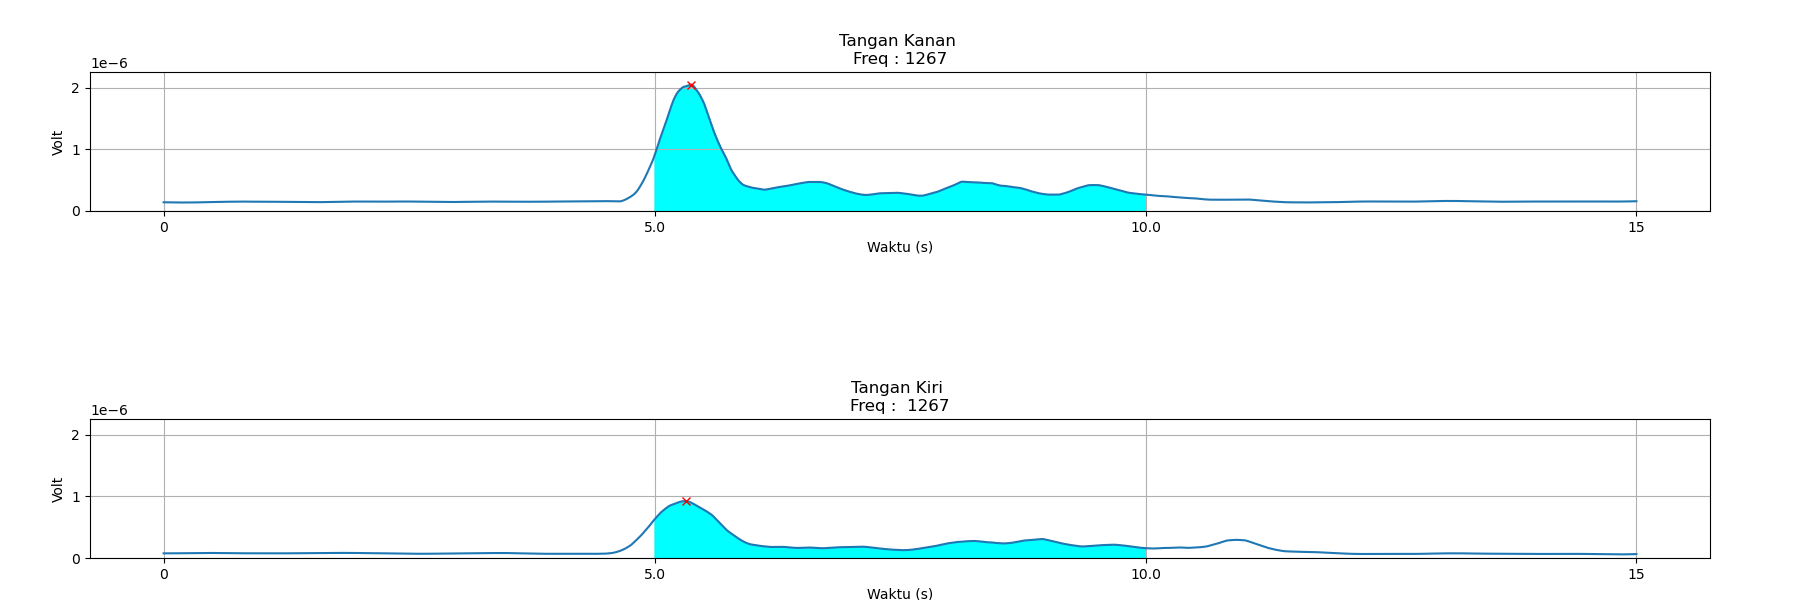 Tangan Kanan
Freq : 1267
1e−6
2
1
0
Volt
0 5.0 10.0 15
Waktu (s)
Tangan Kiri
Freq :  1267
1e−6
2
1
0
Volt
0 5.0 10.0 15
Waktu (s)